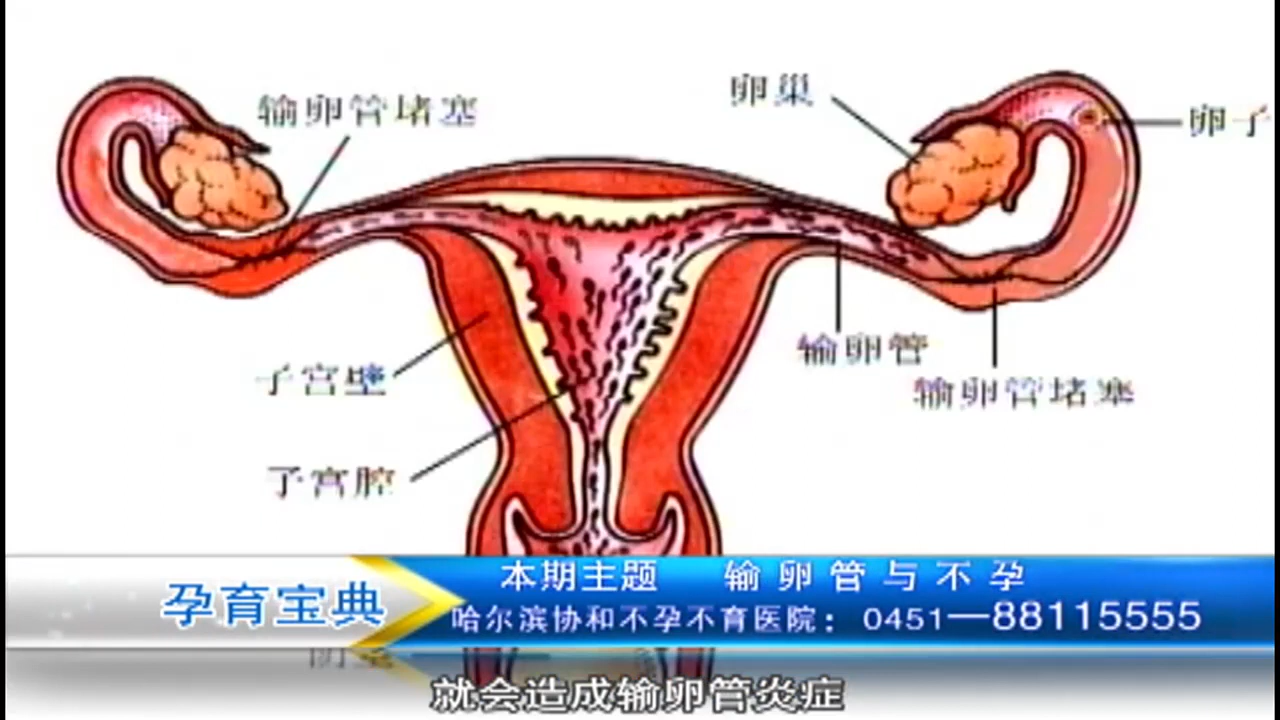 卵巢
输卵管堵塞
卵子
输卵管
子宫壁
输卵管堵塞
子宫腔
本期主题 输卵管与不孕
孕育宝典
哈尔滨协和不孕不育医院：0451—88115555
就会造成输卵管炎症